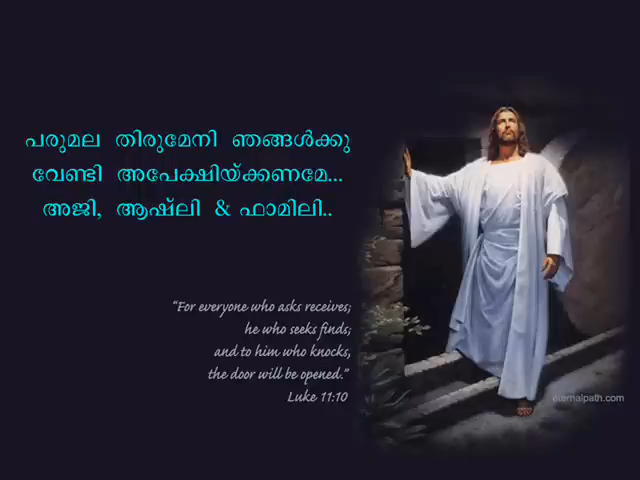 പരുമല തിരുമേനി ഞങ്ങൾക്കു
വേണ്ടി അപേക്ഷിയ്ക്കണമേ...
അജി, ആഷ്ലി & ഫാമിലി..
“For everyone who asks receives;
he who seeks finds;
and to him who knocks,
the door will be opened.”
Luke 11:10
eternalpath.com